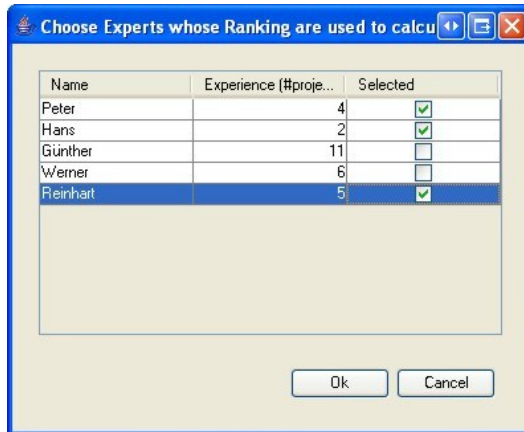 Choose Experts whose Ranking are used to calcu
Name Experience (#proje... Selected
Peter 4
Hans 2
Günther 11
Werner 6
Reinhart 5
Ok Cancel